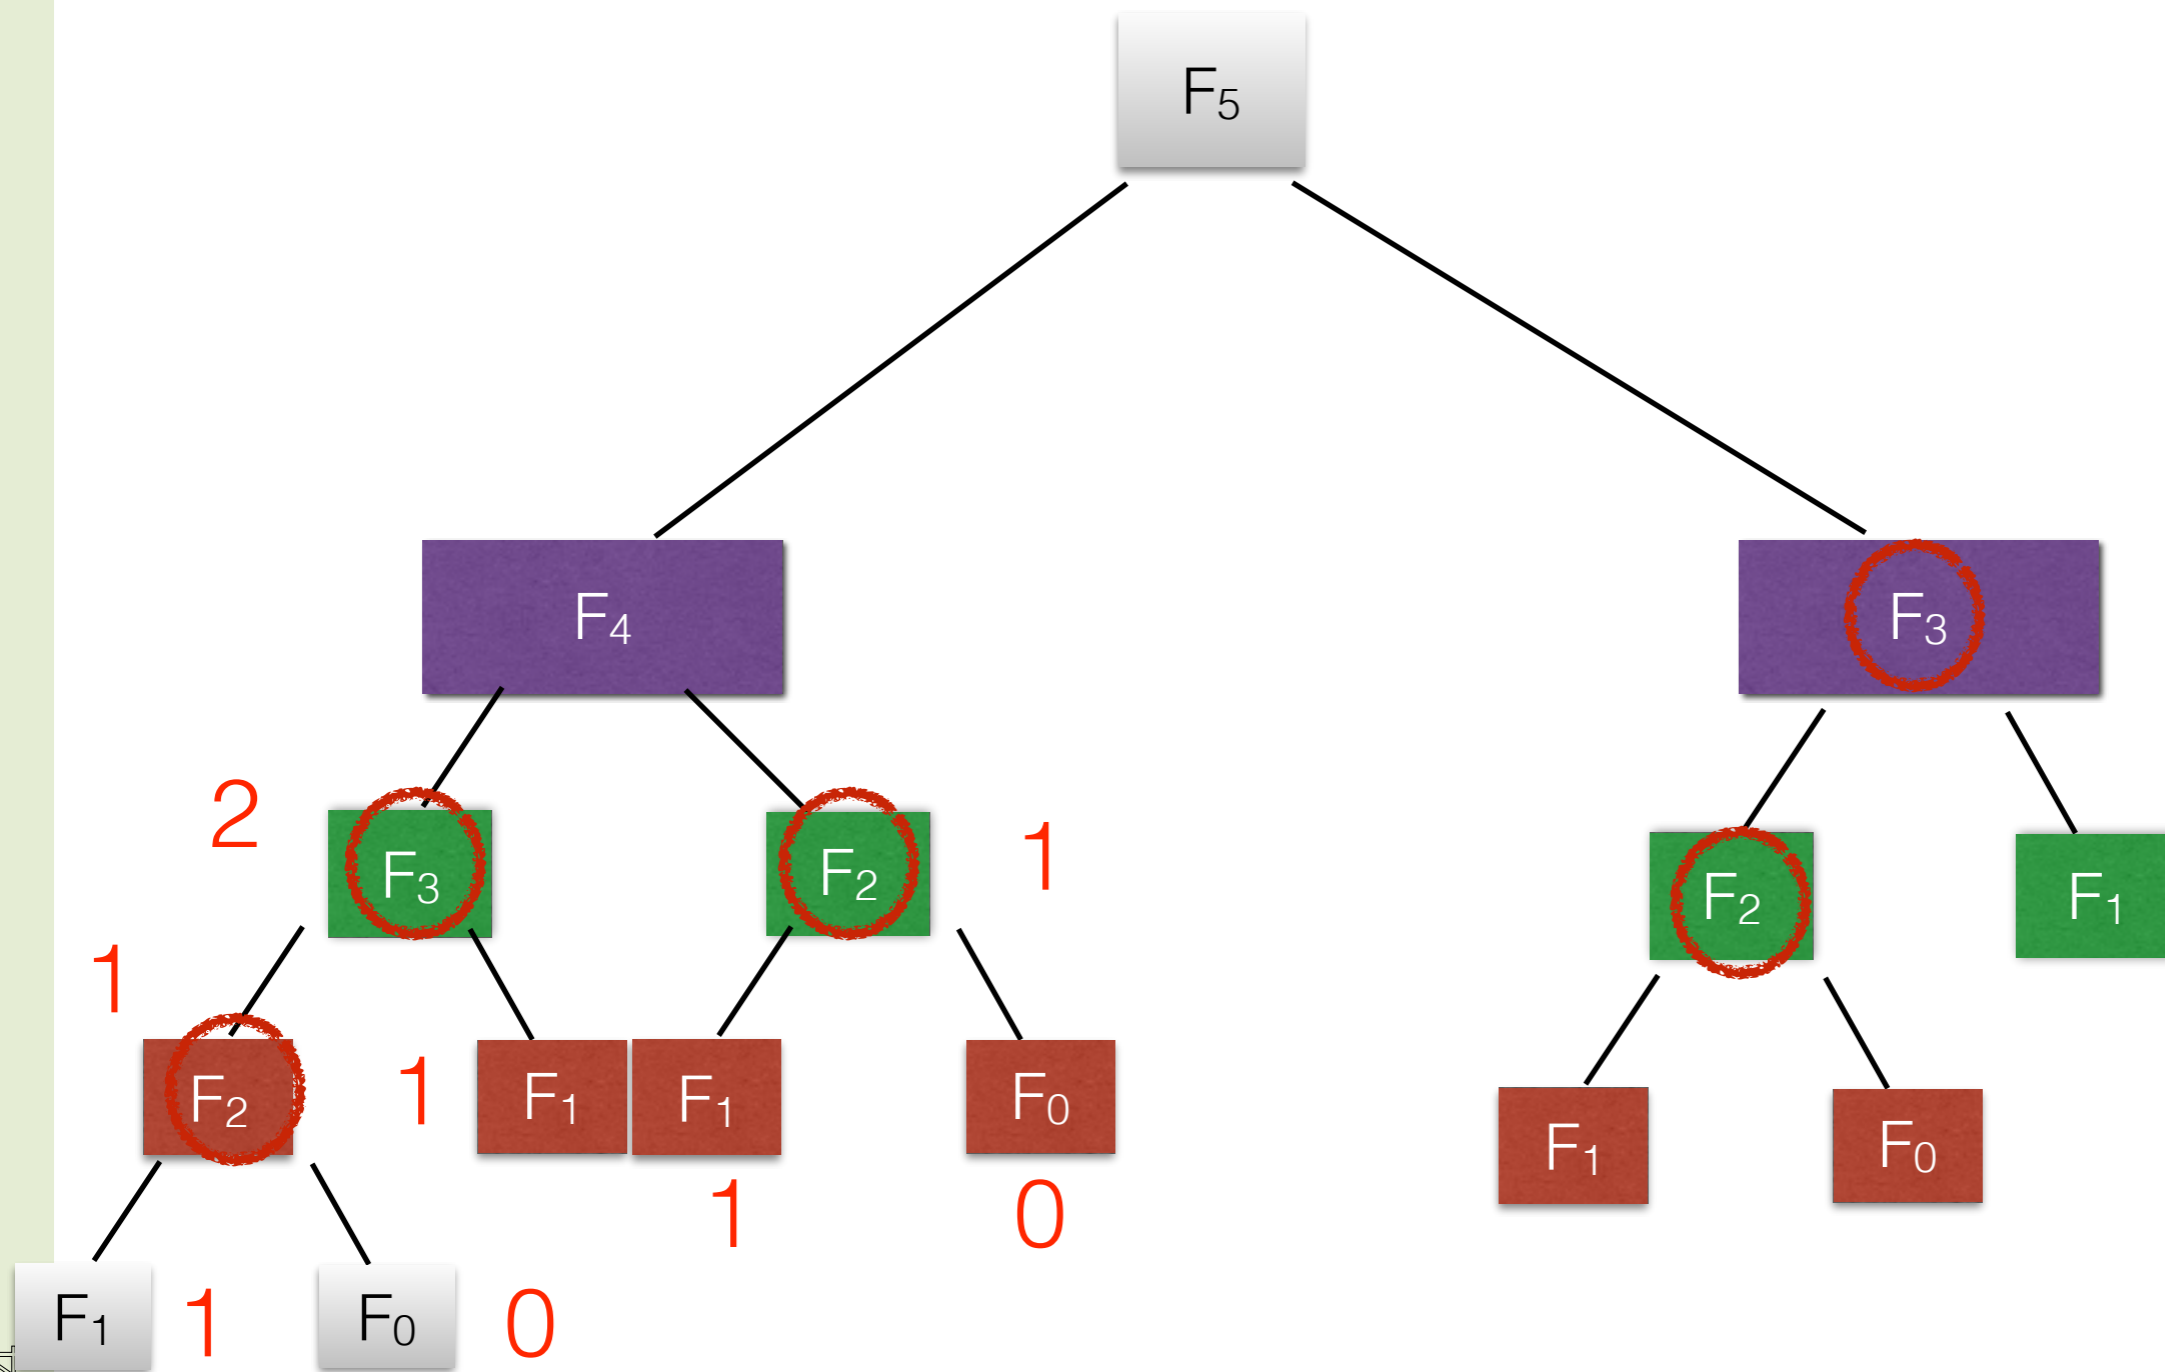 F₅
F₄ F₃
2 F₃ F₂ 1 F₂ F₁
1
F₂ 1 F₁ F₁ F₀ F₁ F₀
1 0
F₁ 1 F₀ 0